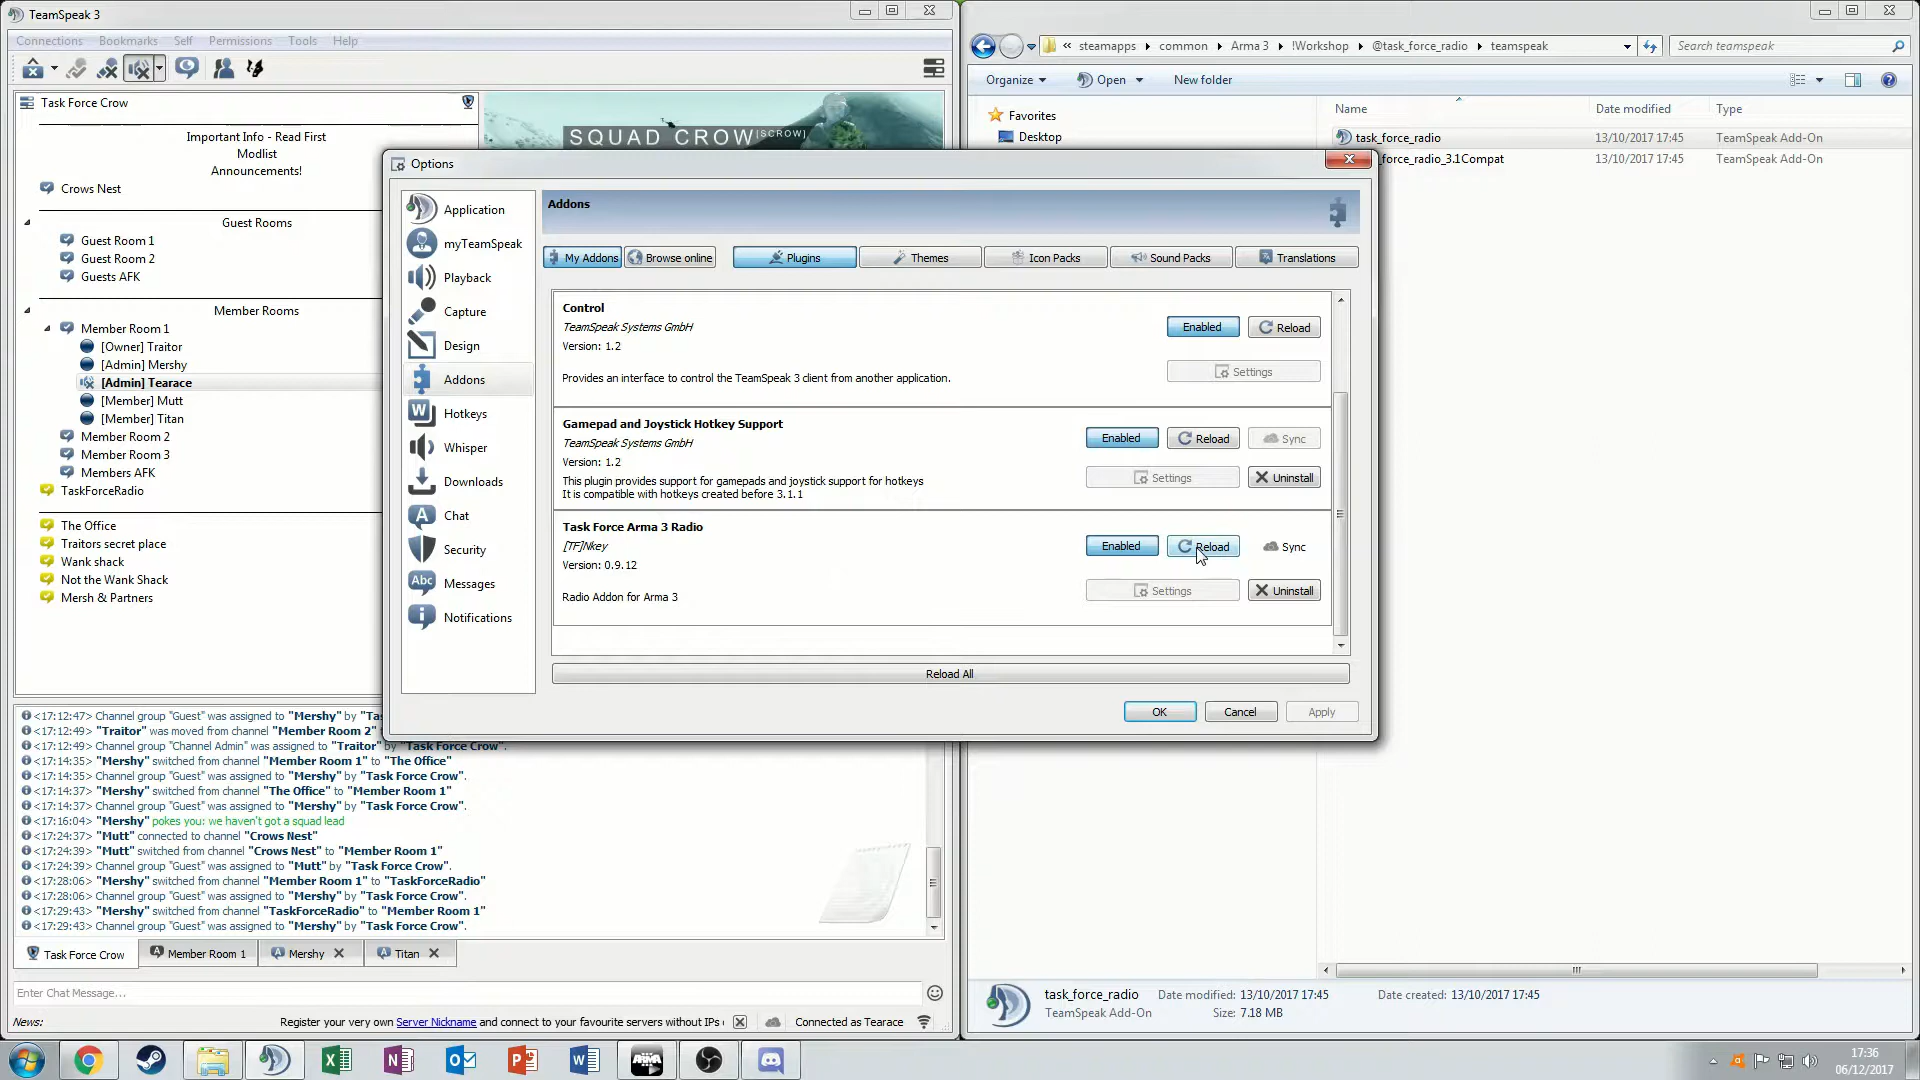 TeamSpeak 3
Connections Bookmarks Self Permissions Tools Help
Task Force Crow
Important Info - Read First
Modlist
Announcements!
Crows Nest
Guest Rooms
Guest Room 1
Guest Room 2
Guests AFK
Member Rooms
Member Room 1
[Owner] Traitor
[Admin] Mershy
[Admin] Tearace
[Member] Mutt
[Member] Titan
Member Room 2
Member Room 3
Members AFK
TaskForceRadio
The Office
Traitors secret place
Wank shack
Not the Wank Shack
Mersh & Partners
SQUAD CROW [SCROW]
Options
Application
myTeamSpeak
Playback
Capture
Design
Addons
Hotkeys
Whisper
Downloads
Chat
Security
Messages
Notifications
Addons
My Addons Browse online Plugins Themes Icon Packs Sound Packs Translations
Control
TeamSpeak Systems GmbH
Version: 1.2
Provides an interface to control the TeamSpeak 3 client from another application.
Enabled Reload
Settings
Gamepad and Joystick Hotkey Support
TeamSpeak Systems GmbH
Version: 1.2
This plugin provides support for gamepads and joystick support for hotkeys
It is compatible with hotkeys created before 3.1.1
Enabled Reload Sync
Settings Uninstall
Task Force Arma 3 Radio
[TF]Nkey
Version: 0.9.12
Radio Addon for Arma 3
Enabled Reload Sync
Settings Uninstall
Reload All
OK Cancel Apply
<17:12:47> Channel group "Guest" was assigned to "Mershy" by "Tas
<17:12:49> "Traitor" was moved from channel "Member Room 2"
<17:12:49> Channel group "Channel Admin" was assigned to "Traitor" by "Task Force Crow".
<17:14:35> "Mershy" switched from channel "Member Room 1" to "The Office"
<17:14:35> Channel group "Guest" was assigned to "Mershy" by "Task Force Crow".
<17:14:37> "Mershy" switched from channel "The Office" to "Member Room 1"
<17:14:37> Channel group "Guest" was assigned to "Mershy" by "Task Force Crow".
<17:16:04> "Mershy" pokes you: we haven't got a squad lead
<17:24:37> "Mutt" connected to channel "Crows Nest"
<17:24:39> "Mutt" switched from channel "Crows Nest" to "Member Room 1"
<17:24:39> Channel group "Guest" was assigned to "Mutt" by "Task Force Crow".
<17:28:06> "Mershy" switched from channel "Member Room 1" to "TaskForceRadio"
<17:28:06> Channel group "Guest" was assigned to "Mershy" by "Task Force Crow".
<17:29:43> "Mershy" switched from channel "TaskForceRadio" to "Member Room 1"
<17:29:43> Channel group "Guest" was assigned to "Mershy" by "Task Force Crow".
Task Force Crow Member Room 1 Mershy Titan
Enter Chat Message...
News: Register your very own Server Nickname and connect to your favourite servers without IPs Connected as Tearace
« steamapps common Arma 3 !Workshop @task_force_radio teamspeak
Search teamspeak
Organize Open New folder
Favorites
Desktop
Name Date modified Type
task_force_radio 13/10/2017 17:45 TeamSpeak Add-On
_force_radio_3.1Compat 13/10/2017 17:45 TeamSpeak Add-On
task_force_radio Date modified: 13/10/2017 17:45 Date created: 13/10/2017 17:45
TeamSpeak Add-On Size: 7.18 MB
17:36
06/12/2017